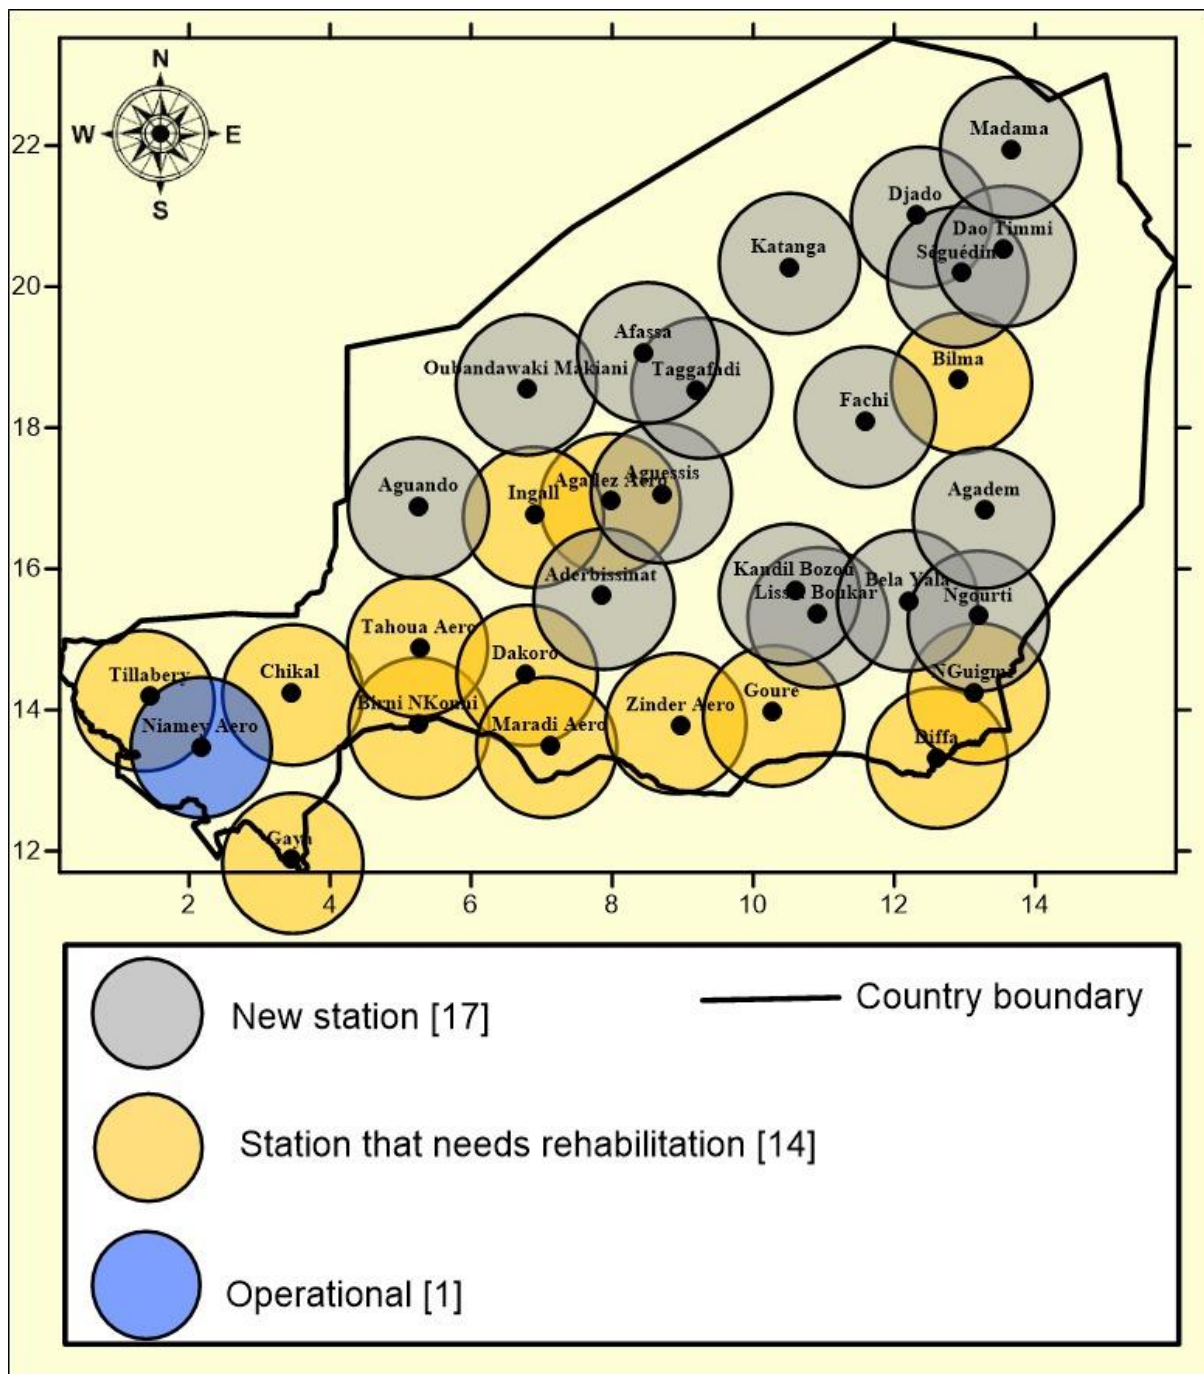 N
W
E
S
22
20
18
16
14
12
Madama
Djado
Dao Timmi
Séguédine
Katanga
Afassa
Oubandawaki Makiani
Taggafadi
Bilma
Fachi
Aguando
Ingall
Agadez Aero
Aguessis
Agadem
Aderbissinat
Kandil Bozou
Lissa Boukar
Bela Yala
Ngourti
Tahoua Aero
Tillabery
Chikal
Dakoro
NGuigmi
Niamey Aero
Birni NKonni
Maradi Aero
Zinder Aero
Goure
Diffa
Gaya
2
4
6
8
10
12
14
New station [17]
Country boundary
Station that needs rehabilitation [14]
Operational [1]